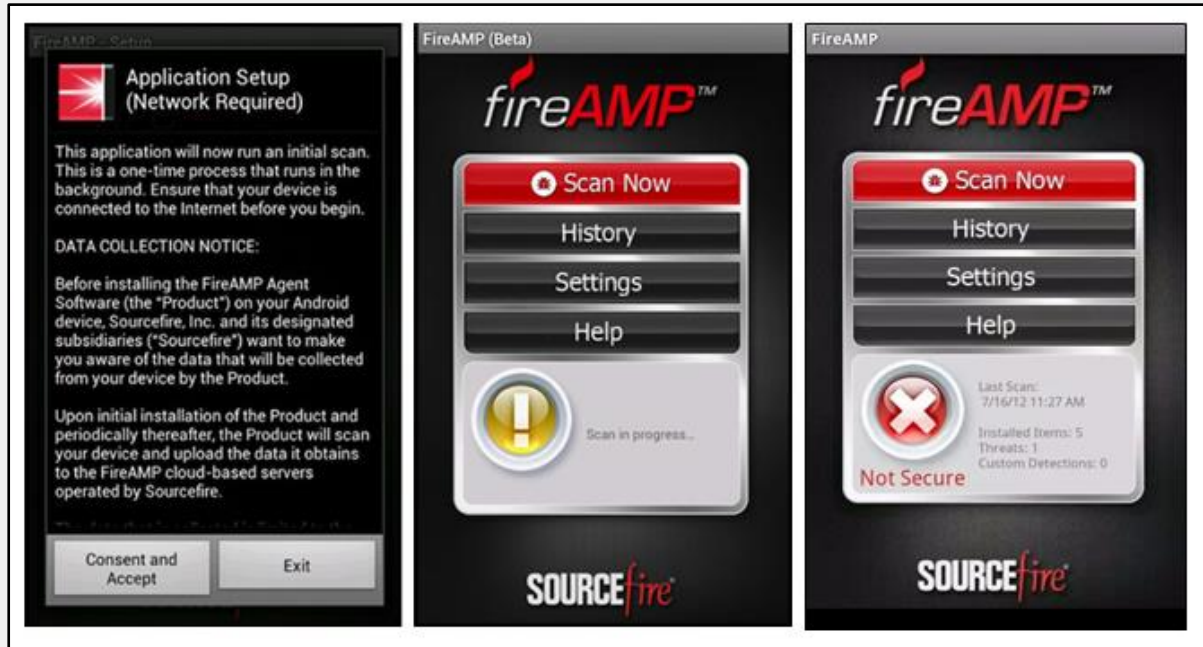 FireAMP - Setup
Application Setup
(Network Required)
This application will now run an initial scan.
This is a one-time process that runs in the
background. Ensure that your device is
connected to the Internet before you begin.
DATA COLLECTION NOTICE:
Before installing the FireAMP Agent
Software (the "Product") on your Android
device, Sourcefire, Inc. and its designated
subsidiaries ("Sourcefire") want to make
you aware of the data that will be collected
from your device by the Product.
Upon initial installation of the Product and
periodically thereafter, the Product will scan
your device and upload the data it obtains
to the FireAMP cloud-based servers
operated by Sourcefire.
Consent and
Accept
Exit
FireAMP (Beta)
fireAMP™
Scan Now
History
Settings
Help
Scan in progress...
SOURCEfire
FireAMP
fireAMP™
Scan Now
History
Settings
Help
Last Scan:
7/16/12 11:27 AM
Installed Items: 5
Threats: 1
Custom Detections: 0
Not Secure
SOURCEfire